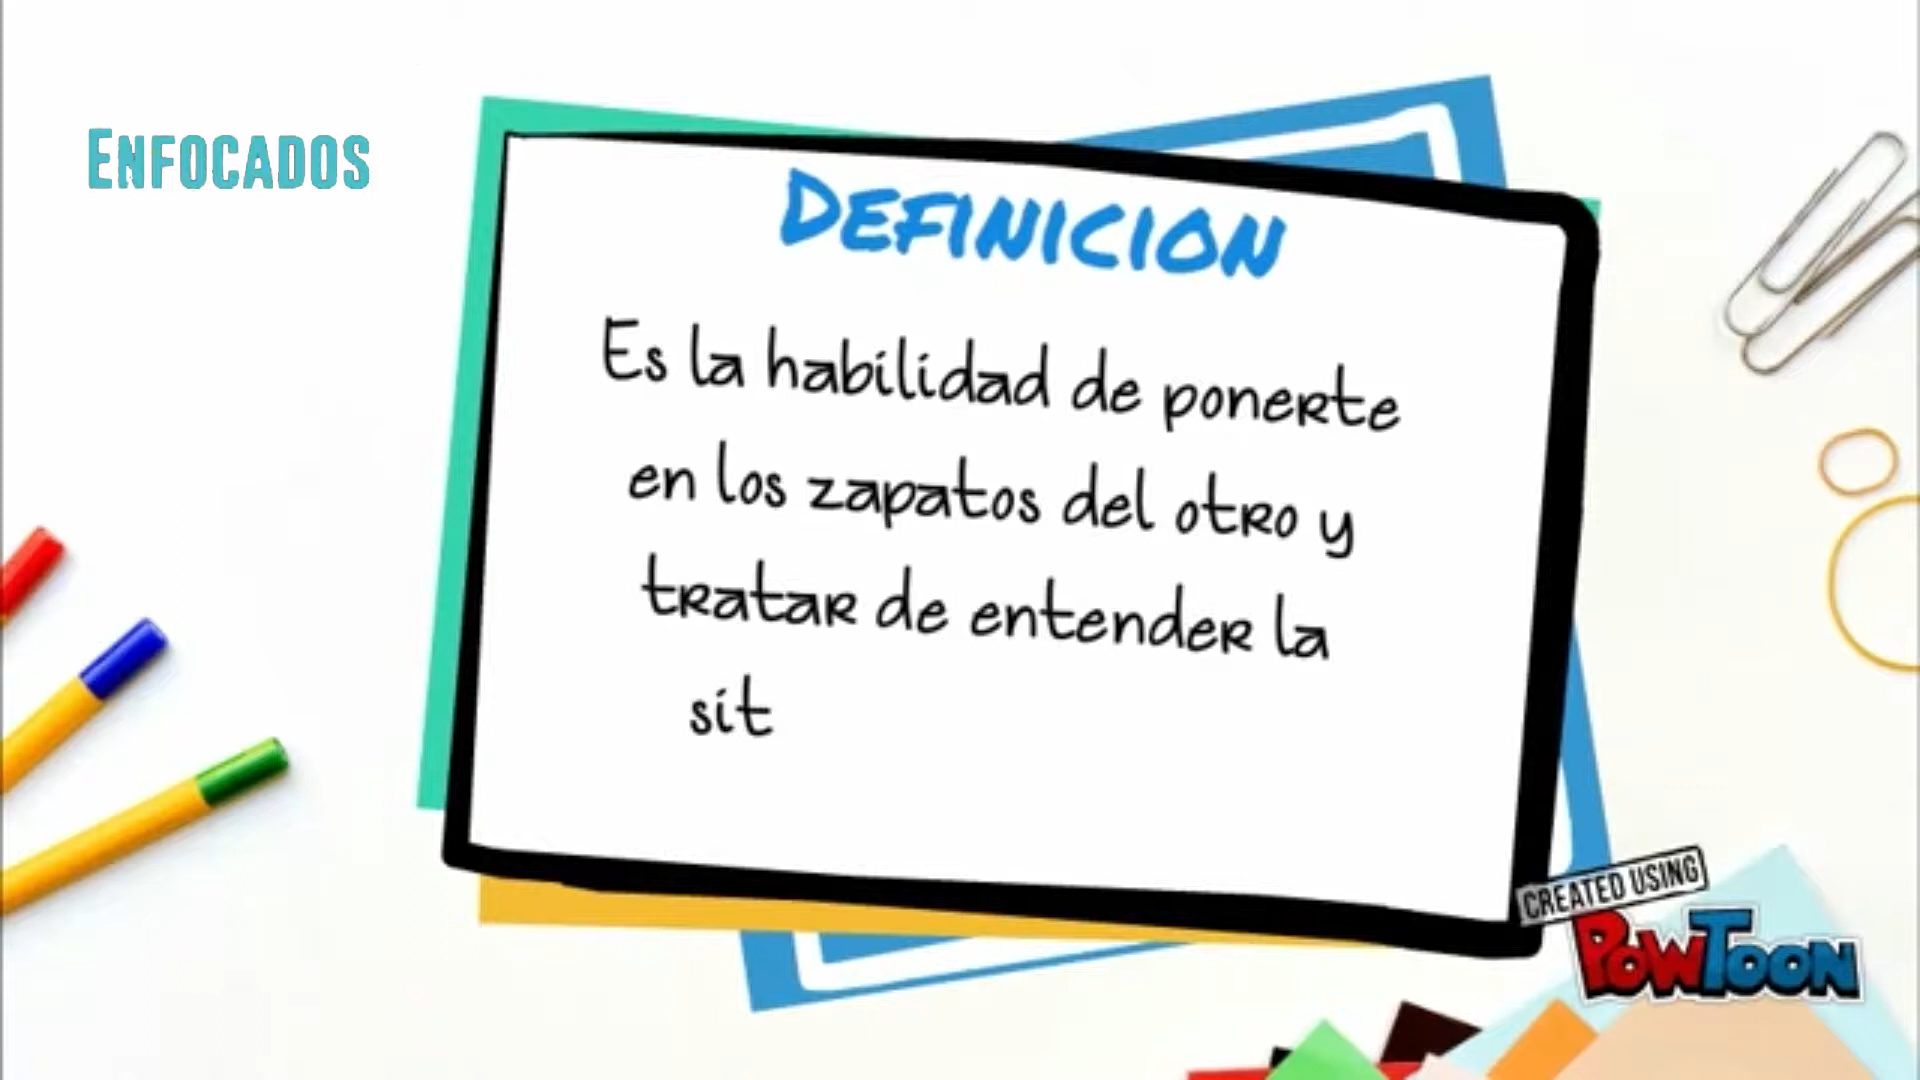 ENFOCADOS
DEFINICION
Es la habilidad de ponerte
en los zapatos del otro y
tratar de entender la
sit
CREATED USING
POWTOON